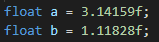 float a = 3.14159f;
float b = 1.11828f;